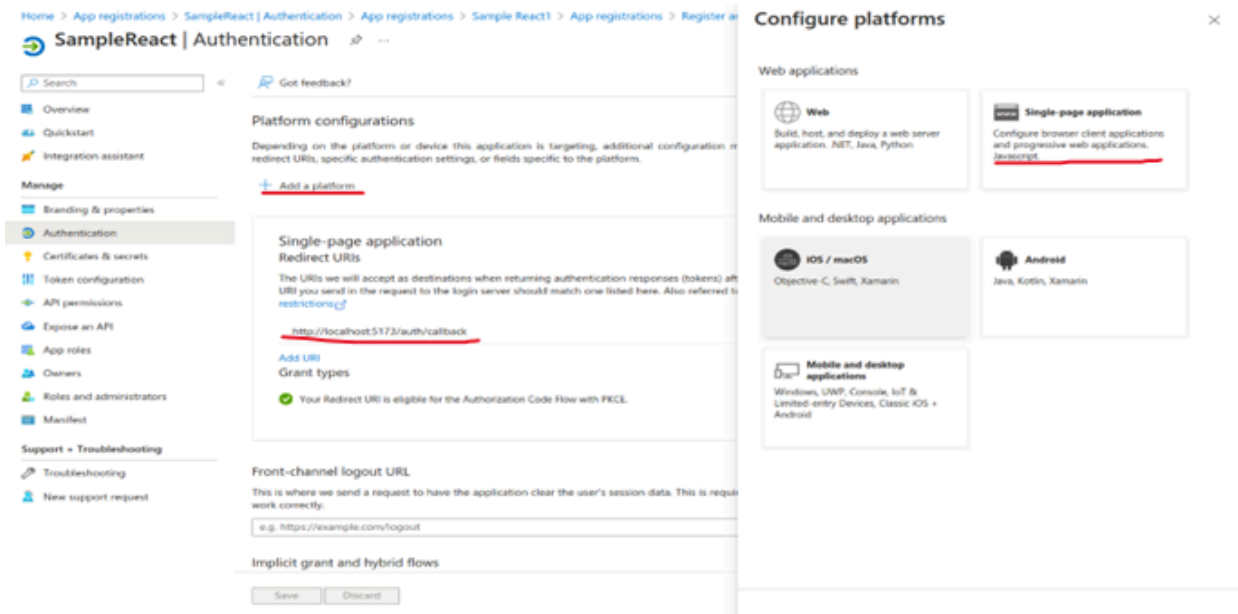 Home > App registrations > SampleReact | Authentication > App registrations > Sample React1 > App registrations > Register
SampleReact | Authentication
Search
Overview
Quickstart
Integration assistant
Manage
Branding & properties
Authentication
Certificates & secrets
Token configuration
API permissions
Expose an API
App roles
Owners
Roles and administrators
Manifest
Support + Troubleshooting
Troubleshooting
New support request
Got feedback?
Platform configurations
Depending on the platform or device this application is targeting, additional configuration
redirect URIs, specific authentication settings, or fields specific to the platform.
Add a platform
Single-page application
Redirect URIs
The URIs we will accept as destinations when returning authentication responses (tokens)
URI you send in the request to the login server should match one listed here. Also referred
restrictions
http://localhost:5173/auth/callback
Add URI
Grant types
Your Redirect URI is eligible for the Authorization Code Flow with PKCE.
Front-channel logout URL
This is where we send a request to have the application clear the user's session data. This is
work correctly.
e.g. https://example.com/logout
Implicit grant and hybrid flows
Save Discard
Configure platforms
Web applications
Web
Build, host, and deploy a web server
application. .NET, Java, Python
Single-page application
Configure browser client applications
and progressive web applications.
Javascript.
Mobile and desktop applications
iOS / macOS
Objective-C, Swift, Xamarin
Android
Java, Kotlin, Xamarin
Mobile and desktop
applications
Windows, UWP, Console, IoT &
Limited-entry Devices, Classic iOS +
Android